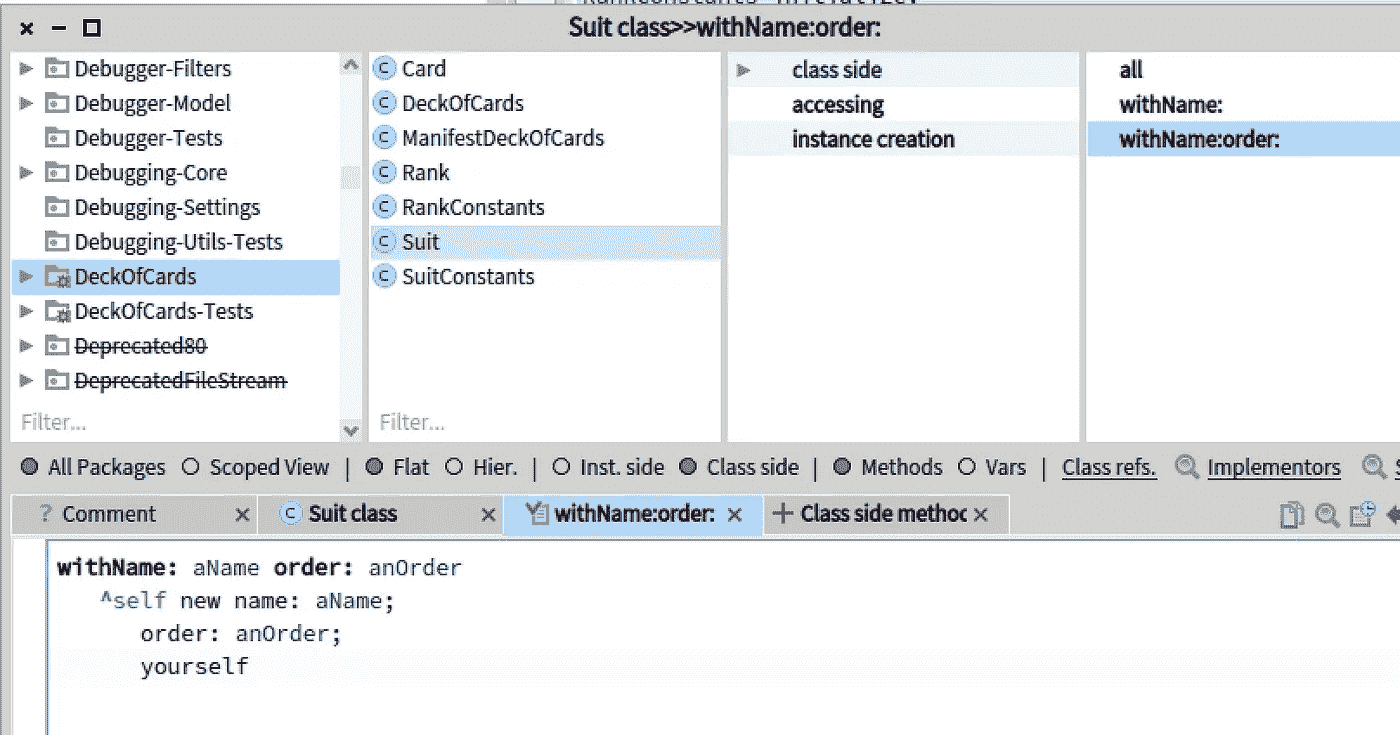 Suit class>>withName:order:
Debugger-Filters
Debugger-Model
Debugger-Tests
Debugging-Core
Debugging-Settings
Debugging-Utils-Tests
DeckOfCards
DeckOfCards-Tests
Deprecated80
DeprecatedFileStream
Filter...
Card
DeckOfCards
ManifestDeckOfCards
Rank
RankConstants
Suit
SuitConstants
Filter...
class side
accessing
instance creation
all
withName:
withName:order:
All Packages Scoped View | Flat Hier. | Inst. side Class side | Methods Vars | Class refs. Implementors
? Comment Suit class withName:order: Class side methoc
withName: aName order: anOrder
^self new name: aName;
order: anOrder;
yourself